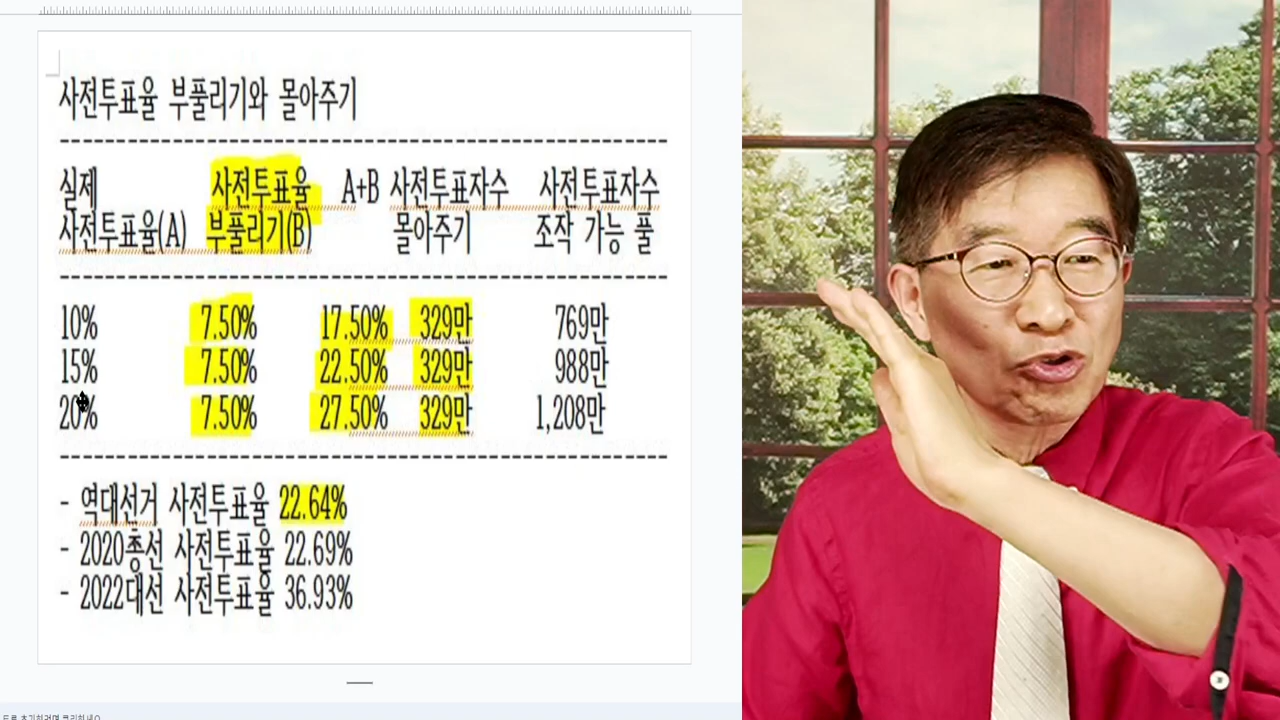 사전투표율 부풀리기와 몰아주기
실제 사전투표율 A+B 사전투표자수 사전투표자수
사전투표율(A) 부풀리기(B) 몰아주기 조작 가능 풀
10% 7.50% 17.50% 329만 769만
15% 7.50% 22.50% 329만 988만
20% 7.50% 27.50% 329만 1,208만
- 역대선거 사전투표율 22.64%
- 2020총선 사전투표율 22.69%
- 2022대선 사전투표율 36.93%